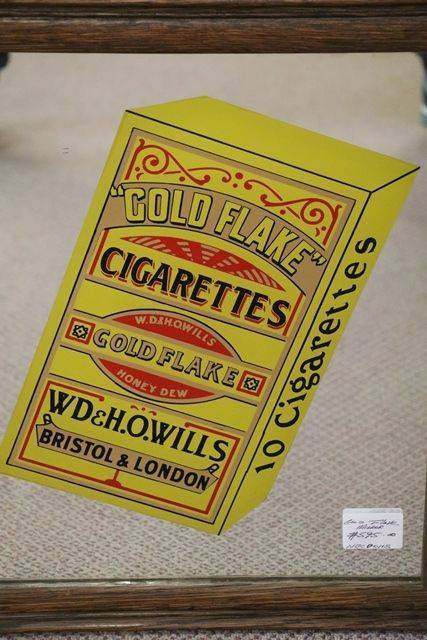 "GOLD FLAKE"
CIGARETTES
W.D.&H.O.WILLS
GOLD FLAKE
HONEY DEW
W.D.&H.O.WILLS
BRISTOL & LONDON
10 Cigarettes